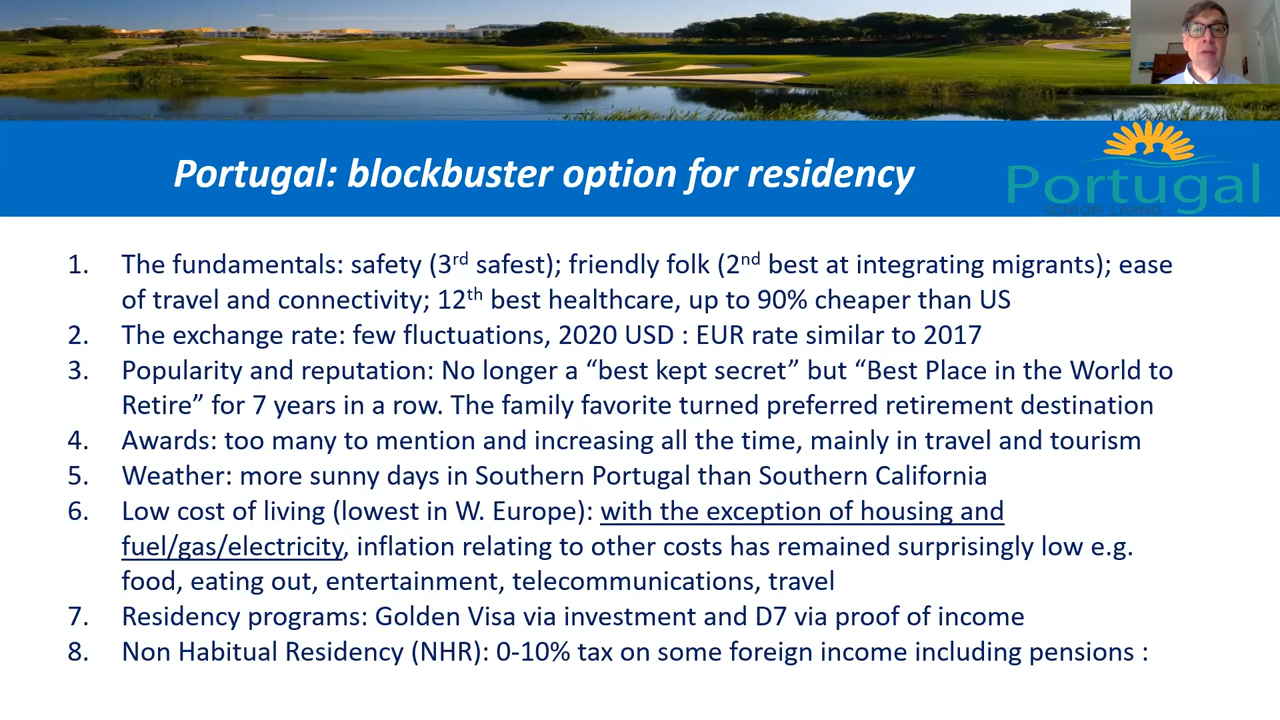 Portugal: blockbuster option for residency
Portugal
SENIOR LIVING
1. The fundamentals: safety (3rd safest); friendly folk (2nd best at integrating migrants); ease
of travel and connectivity; 12th best healthcare, up to 90% cheaper than US
2. The exchange rate: few fluctuations, 2020 USD : EUR rate similar to 2017
3. Popularity and reputation: No longer a “best kept secret” but “Best Place in the World to
Retire” for 7 years in a row. The family favorite turned preferred retirement destination
4. Awards: too many to mention and increasing all the time, mainly in travel and tourism
5. Weather: more sunny days in Southern Portugal than Southern California
6. Low cost of living (lowest in W. Europe): with the exception of housing and
fuel/gas/electricity, inflation relating to other costs has remained surprisingly low e.g.
food, eating out, entertainment, telecommunications, travel
7. Residency programs: Golden Visa via investment and D7 via proof of income
8. Non Habitual Residency (NHR): 0-10% tax on some foreign income including pensions :